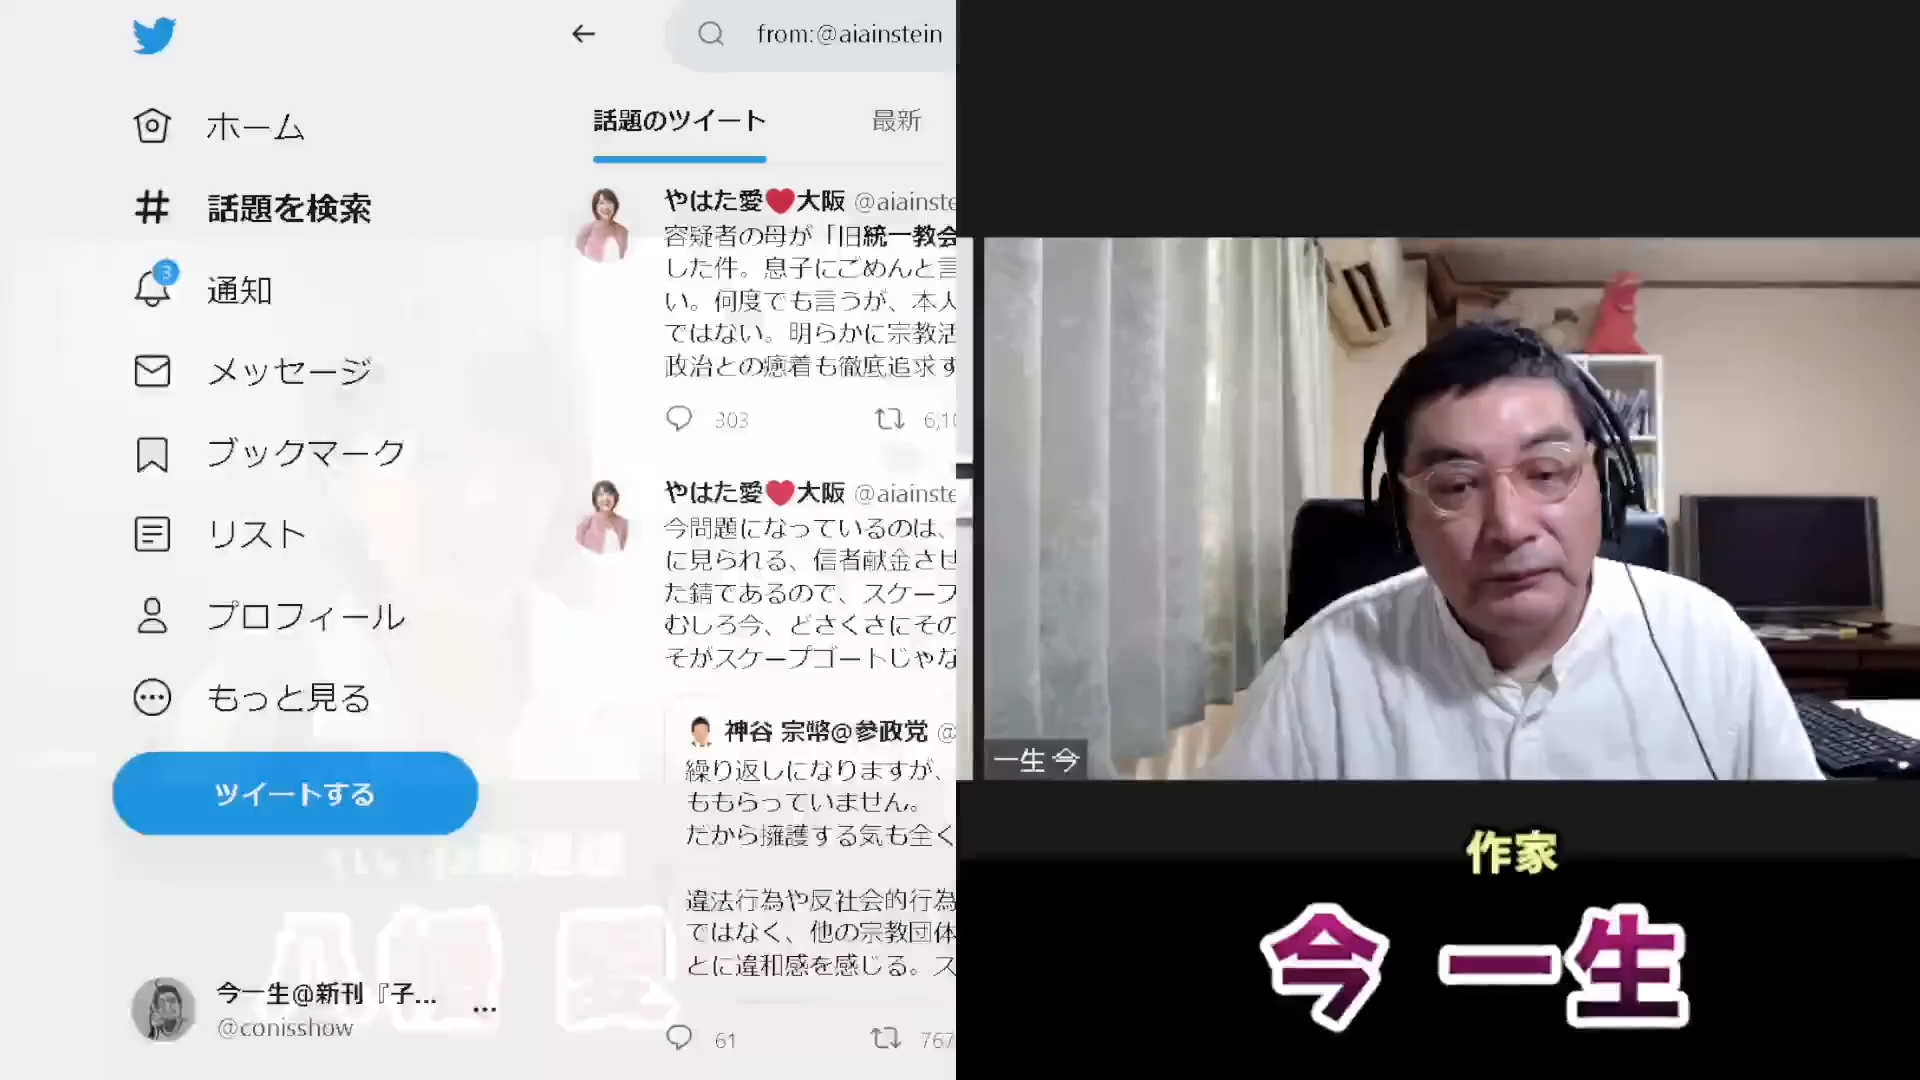 from:@aiainstein
ホーム
話題を検索
3
通知
メッセージ
ブックマーク
リスト
プロフィール
もっと見る
ツイートする
今一生@新刊『子...
@conisshow
話題のツイート 最新
やはた愛❤大阪 @aiainste
容疑者の母が「旧統一教会
した件。息子にごめんと言
い。何度でも言うが、本人
ではない。明らかに宗教活
政治との癒着も徹底追求す
303 6,10
やはた愛❤大阪 @aiainste
今問題になっているのは、
に見られる、信者献金させ
た錆であるので、スケープ
むしろ今、どさくさにその
そがスケープゴートじゃな
神谷 宗幣@参政党 @
繰り返しになりますが、
ももらっていません。
だから擁護する気も全く
違法行為や反社会的行為
ではなく、他の宗教団体
とに違和感を感じる。ス
61 767
一生 今
作家
今 一生